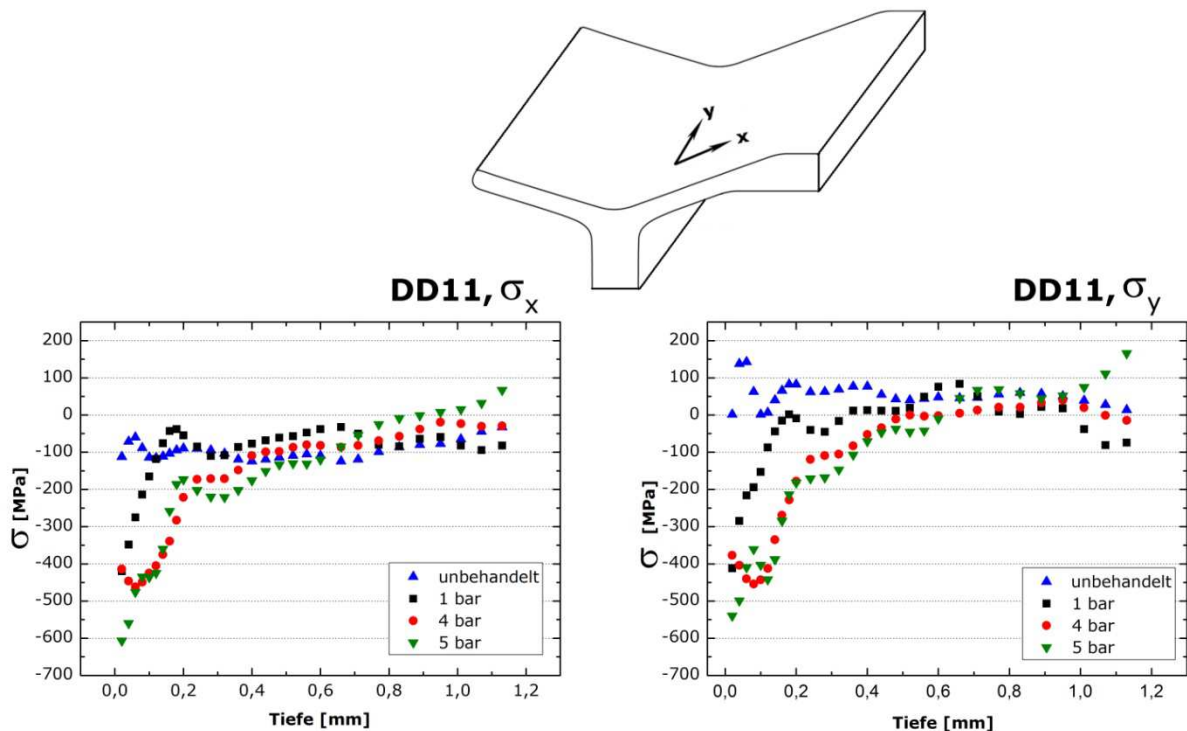 y
x
DD11, σx
200
100
0
-100
-200
-300
-400
-500
-600
-700
σ [MPa]
0,0 0,2 0,4 0,6 0,8 1,0 1,2
Tiefe [mm]
unbehandelt
1 bar
4 bar
5 bar
DD11, σy
200
100
0
-100
-200
-300
-400
-500
-600
-700
σ [MPa]
0,0 0,2 0,4 0,6 0,8 1,0 1,2
Tiefe [mm]
unbehandelt
1 bar
4 bar
5 bar